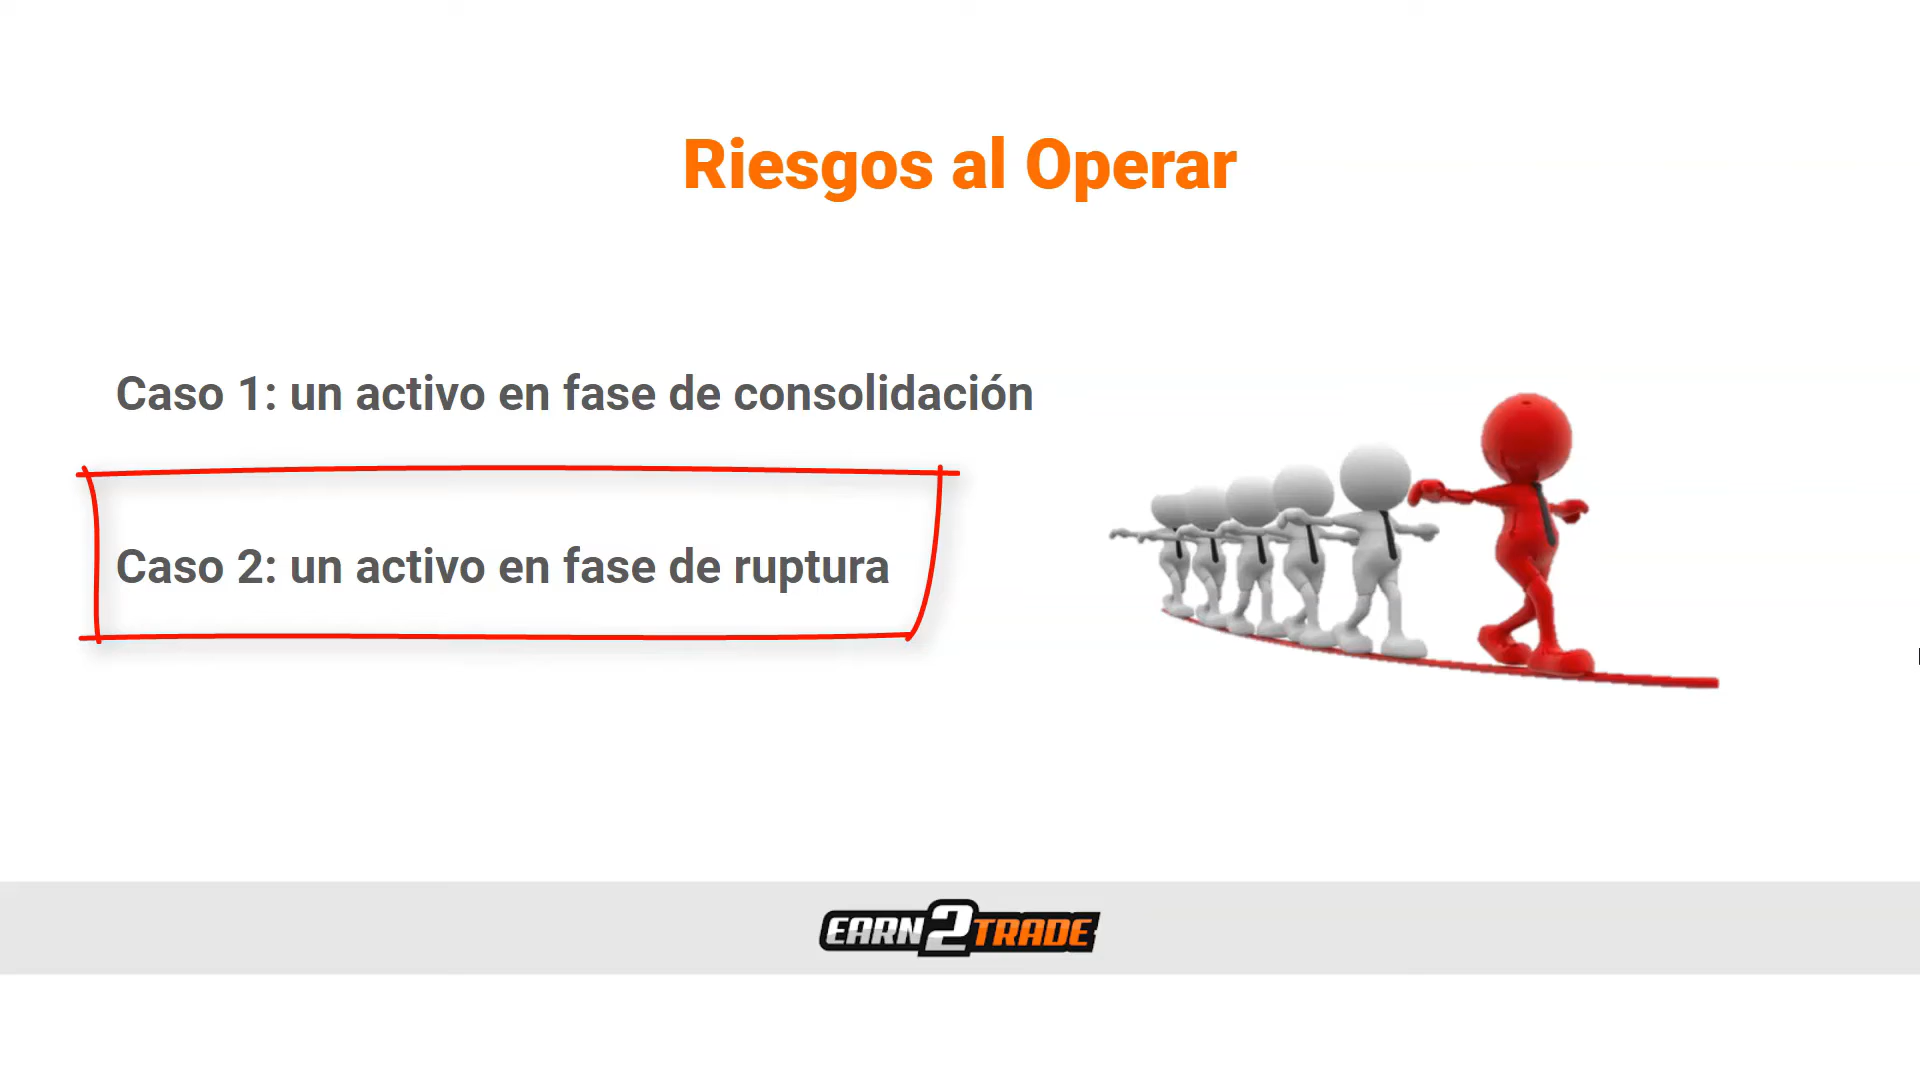 Riesgos al Operar
Caso 1: un activo en fase de consolidación
Caso 2: un activo en fase de ruptura
EARN2TRADE